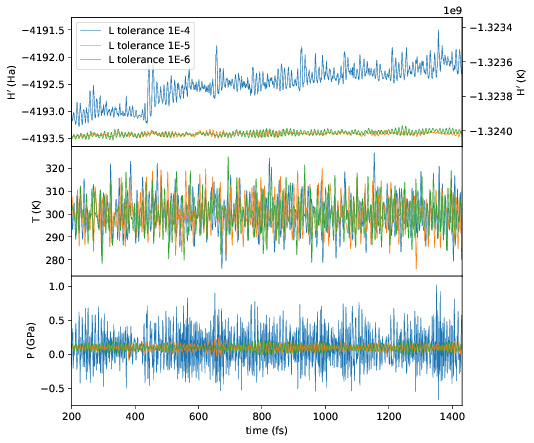 1e9
L tolerance 1E-4
L tolerance 1E-5
L tolerance 1E-6
−4191.5
−4192.0
−4192.5
−4193.0
−4193.5
H′ (Ha)
−1.3234
−1.3236
−1.3238
−1.3240
H′ (K)
320
310
300
290
280
T (K)
1.0
0.5
0.0
−0.5
P (GPa)
200 400 600 800 1000 1200 1400
time (fs)